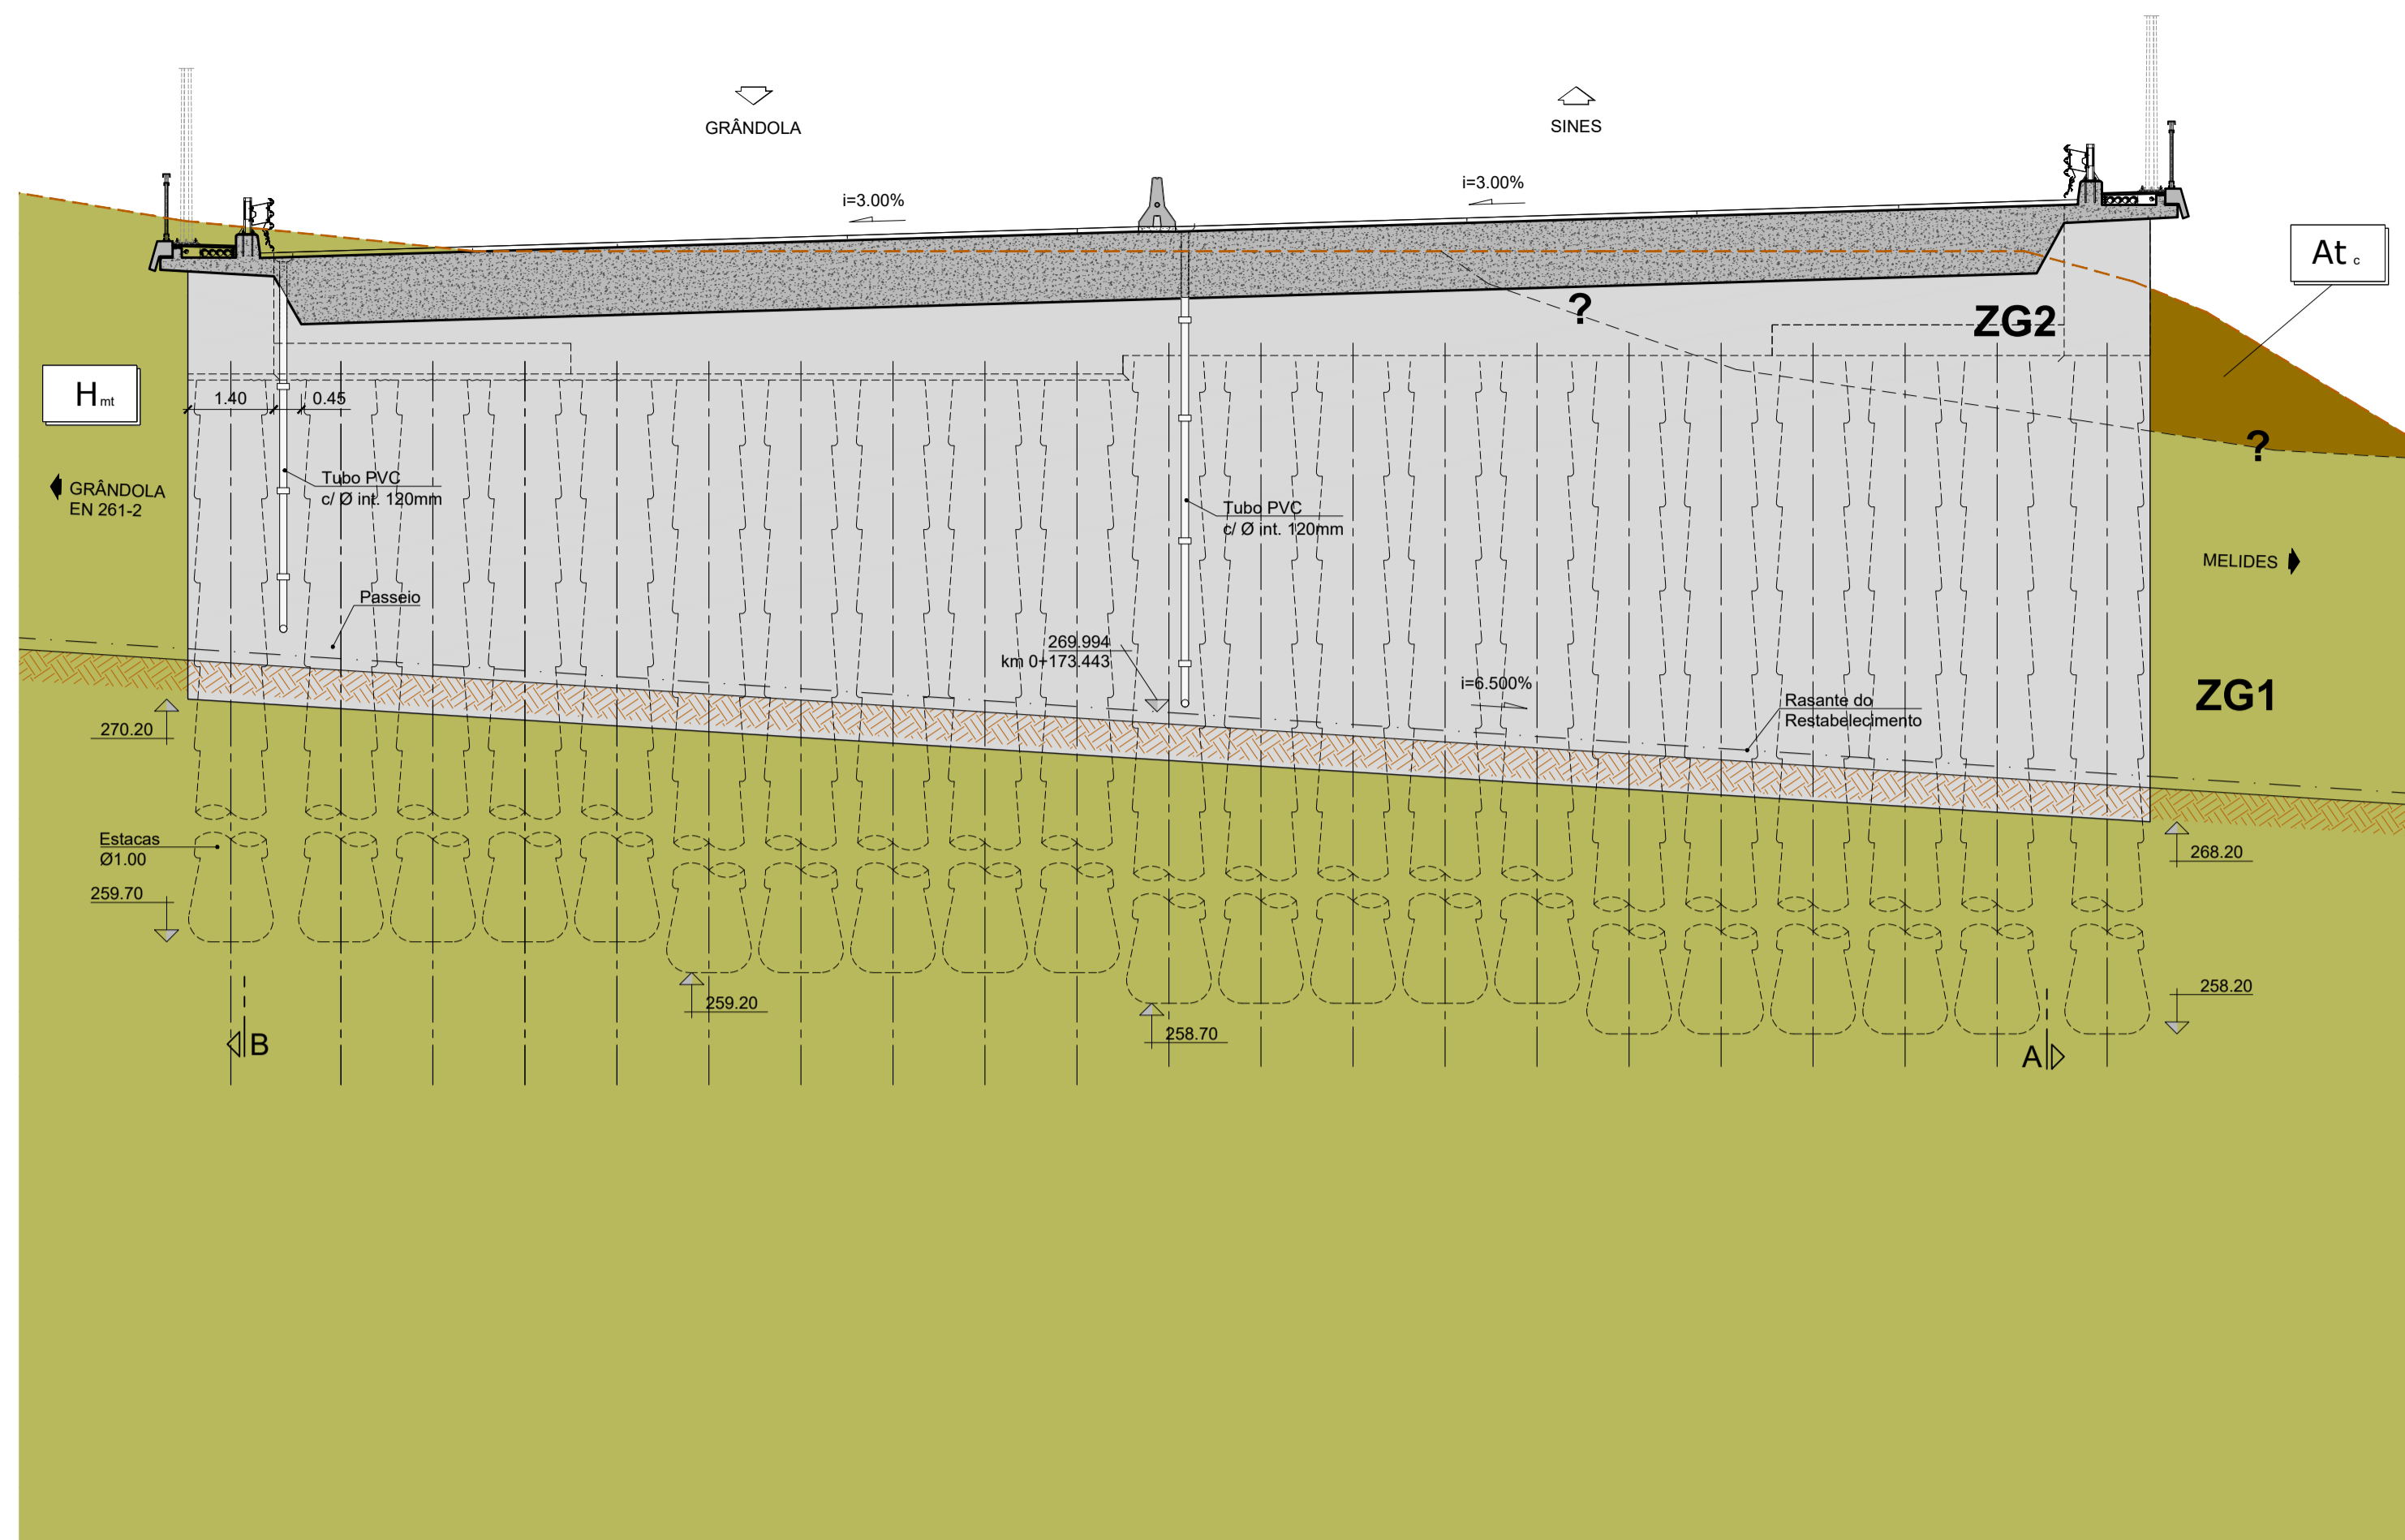 GRÂNDOLA
SINES
i=3.00%
i=3.00%
At c
?
ZG2
H mt
1.40
0.45
?
Tubo PVC
c/ Ø int. 120mm
GRÂNDOLA
EN 261-2
Tubo PVC
c/ Ø int. 120mm
MELIDES
Passeio
269.994
km 0+173.443
i=6.500%
ZG1
Rasante do
Restabelecimento
270.20
Estacas
Ø1.00
268.20
259.70
259.20
258.70
258.20
B
A